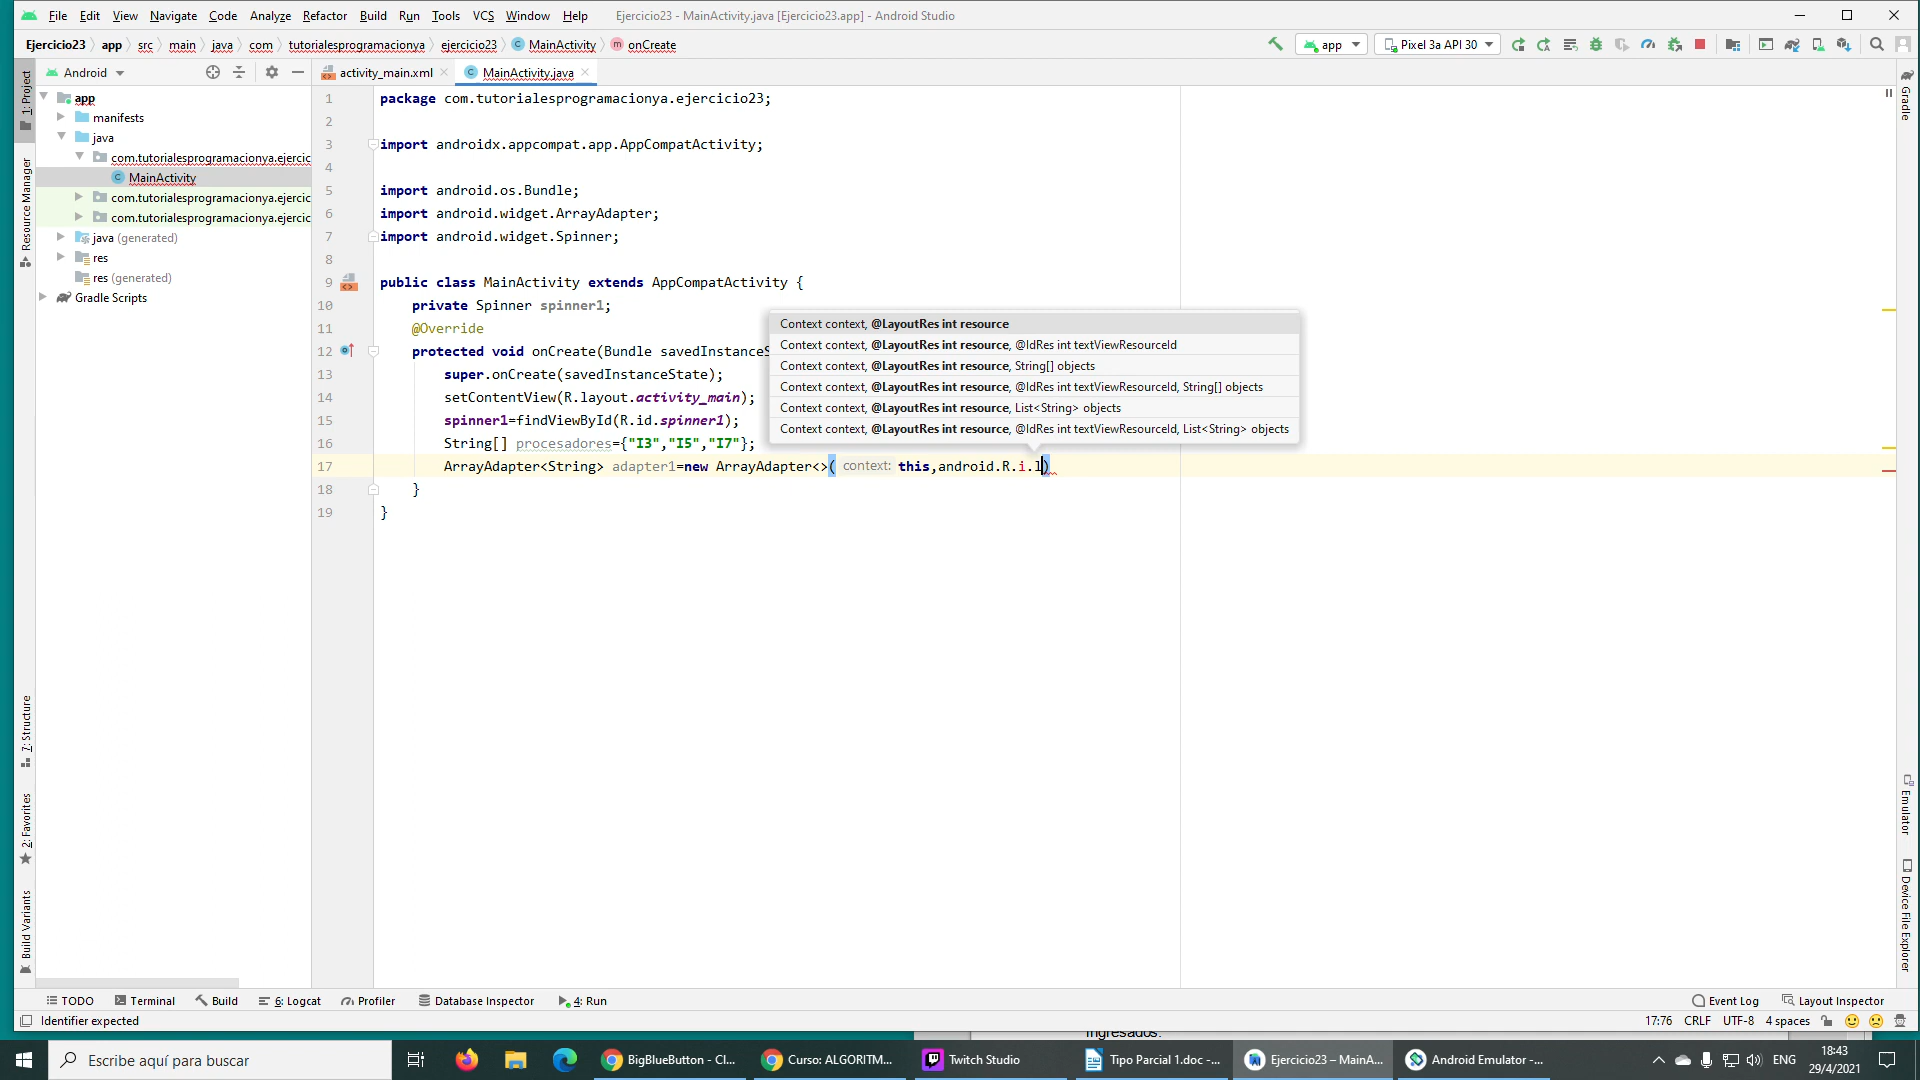 File Edit View Navigate Code Analyze Refactor Build Run Tools VCS Window Help Ejercicio23 - MainActivity.java [Ejercicio23.app] - Android Studio
Ejercicio23 app src main java com tutorialesprogramacionya ejercicio23 MainActivity onCreate app Pixel 3a API 30
Android activity_main.xml MainActivity.java
app
manifests
java
com.tutorialesprogramacionya.ejercic
MainActivity
com.tutorialesprogramacionya.ejercic
com.tutorialesprogramacionya.ejercic
java (generated)
res
res (generated)
Gradle Scripts
1: Project
Resource Manager
7: Structure
2: Favorites
Build Variants
1 package com.tutorialesprogramacionya.ejercicio23;
2
3 import androidx.appcompat.app.AppCompatActivity;
4
5 import android.os.Bundle;
6 import android.widget.ArrayAdapter;
7 import android.widget.Spinner;
8
9 public class MainActivity extends AppCompatActivity {
10 private Spinner spinner1;
11 @Override
12 protected void onCreate(Bundle savedInstanceS
13 super.onCreate(savedInstanceState);
14 setContentView(R.layout.activity_main);
15 spinner1=findViewById(R.id.spinner1);
16 String[] procesadores={"I3","I5","I7"};
17 ArrayAdapter<String> adapter1=new ArrayAdapter<>( context: this,android.R.i.l)
18 }
19 }
Context context, @LayoutRes int resource
Context context, @LayoutRes int resource, @IdRes int textViewResourceId
Context context, @LayoutRes int resource, String[] objects
Context context, @LayoutRes int resource, @IdRes int textViewResourceId, String[] objects
Context context, @LayoutRes int resource, List<String> objects
Context context, @LayoutRes int resource, @IdRes int textViewResourceId, List<String> objects
Gradle
Emulator
Device File Explorer
TODO Terminal Build 6: Logcat Profiler Database Inspector 4: Run Event Log Layout Inspector
Identifier expected 17:76 CRLF UTF-8 4 spaces
ingresados.
Escribe aquí para buscar BigBlueButton - Cl... Curso: ALGORITM... Twitch Studio Tipo Parcial 1.doc -... Ejercicio23 – MainA... Android Emulator -... ENG 18:43
29/4/2021